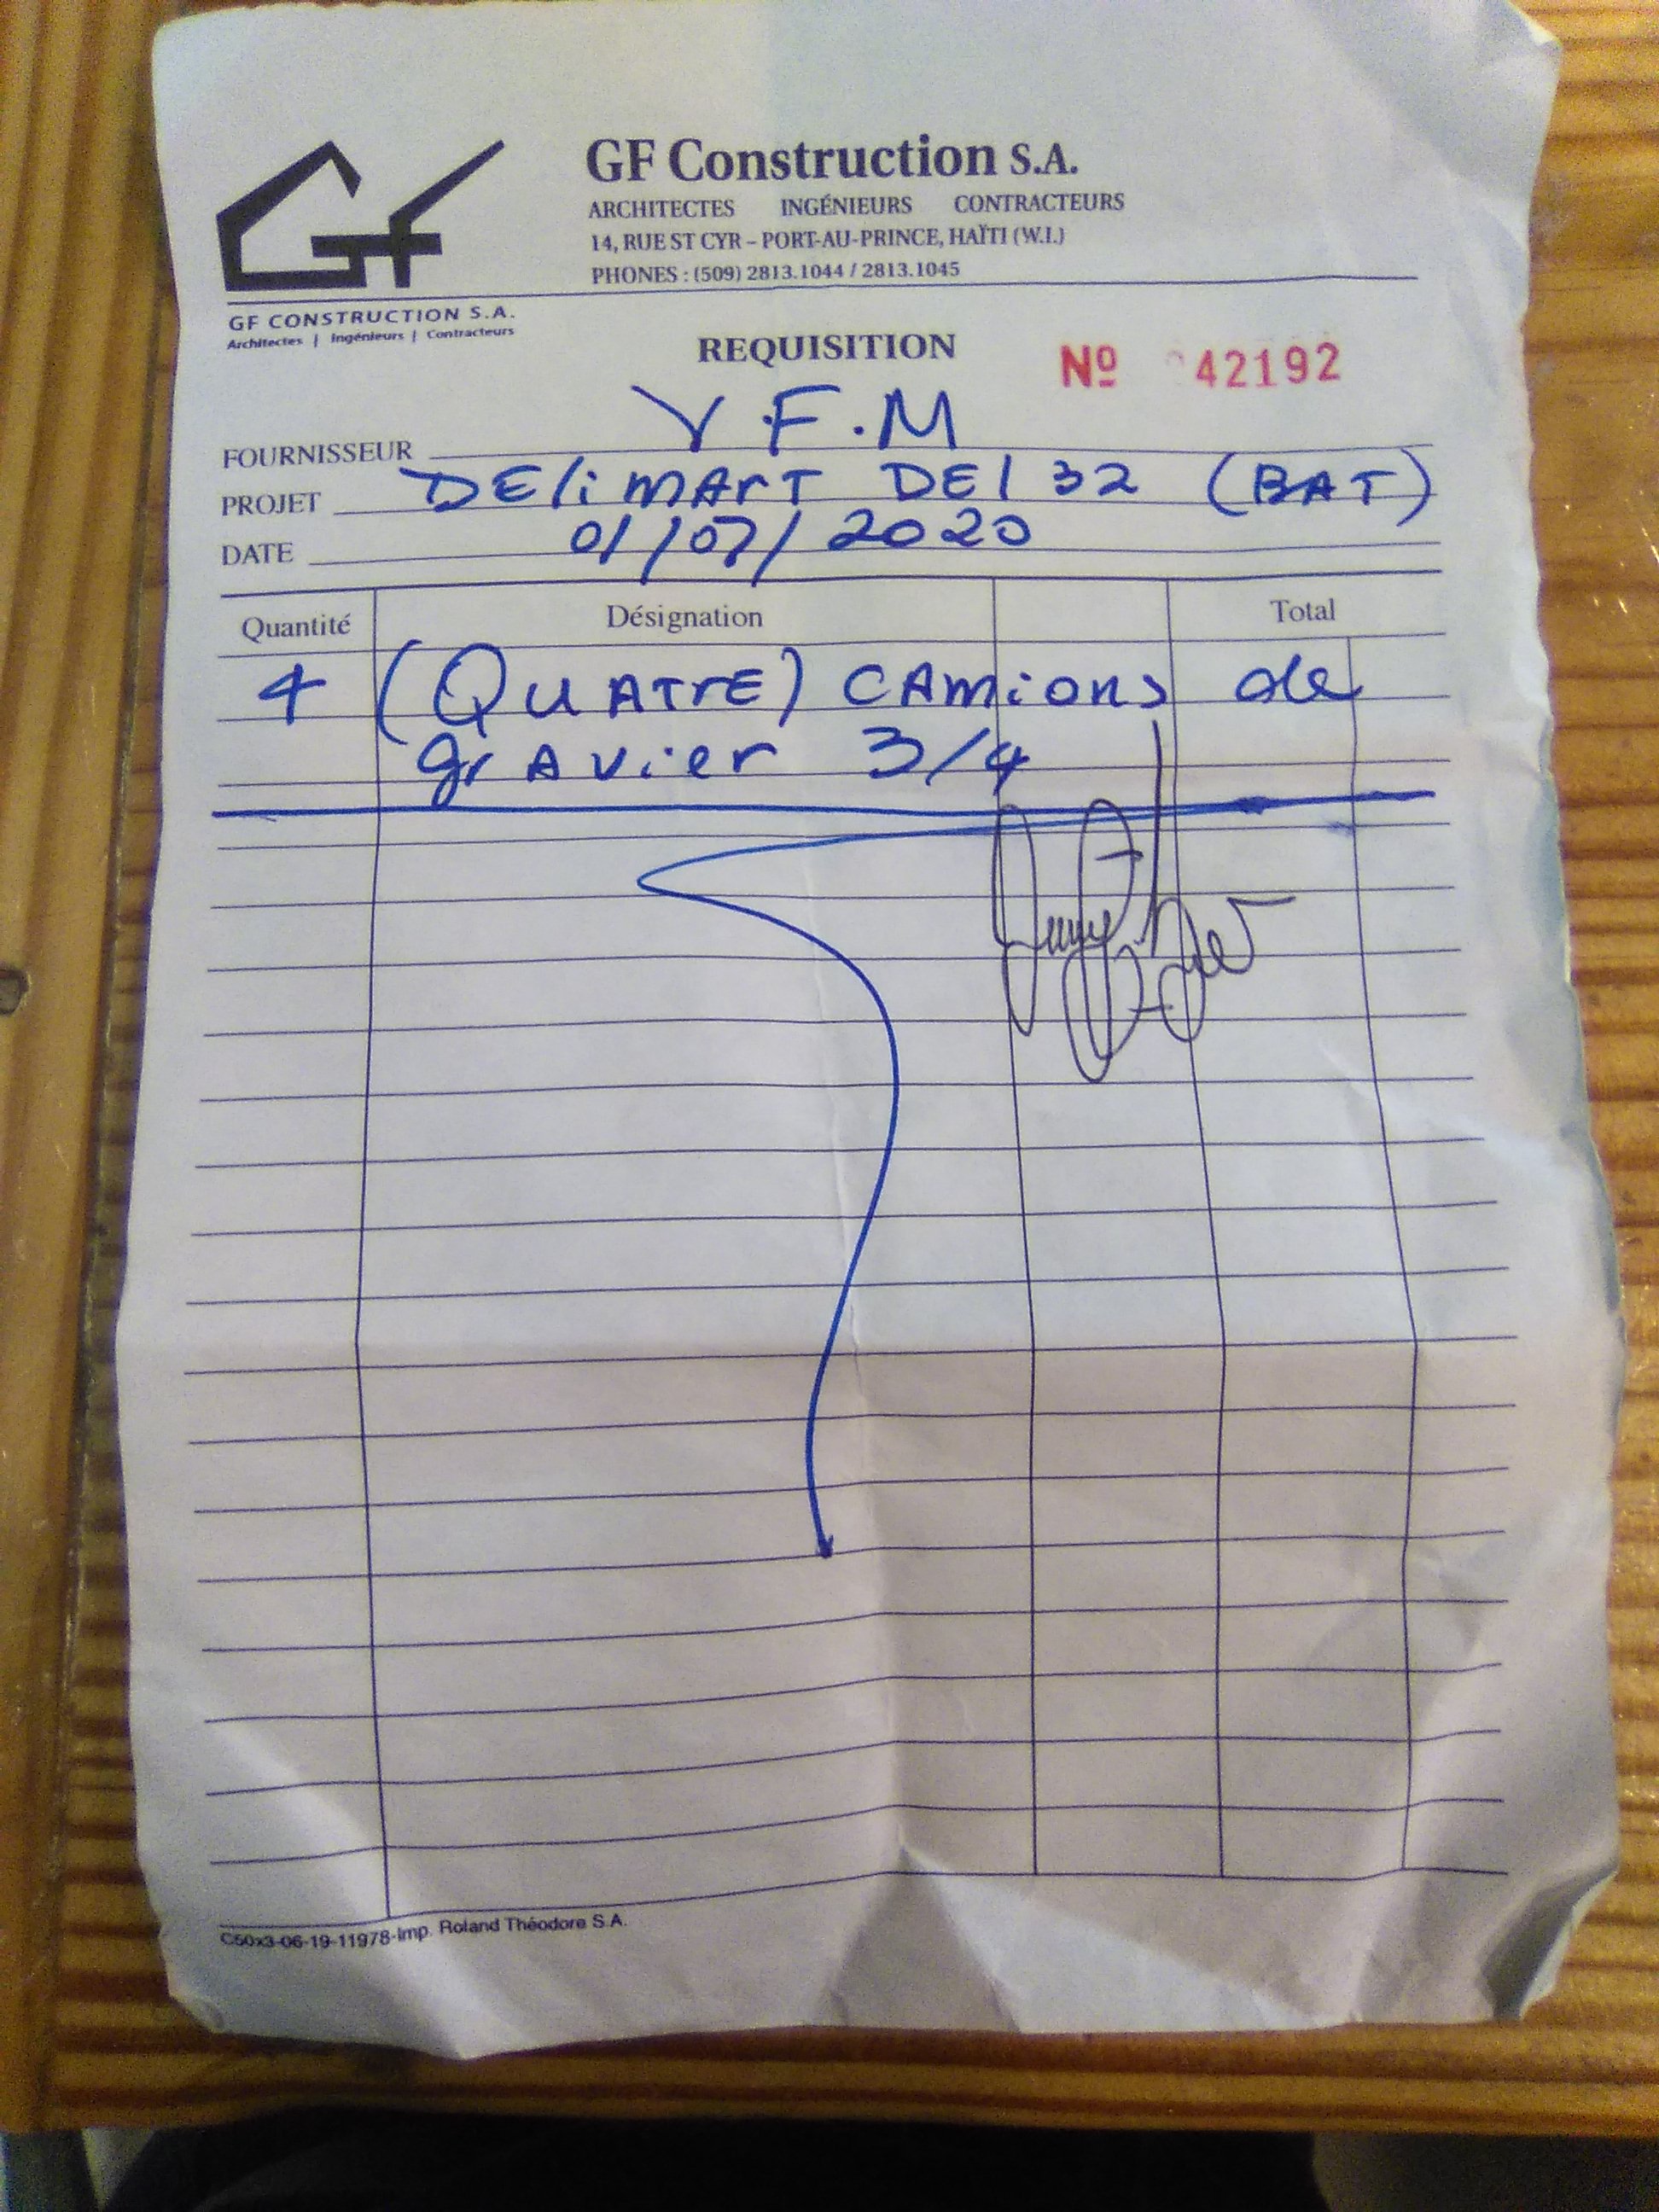 GF Construction S.A.
ARCHITECTES INGÉNIEURS CONTRACTEURS
14, RUE ST CYR – PORT-AU-PRINCE, HAÏTI (W.I.)
PHONES : (509) 2813.1044 / 2813.1045
GF CONSTRUCTION S.A.
Architectes | Ingénieurs | Contracteurs
REQUISITION Nº 42192
FOURNISSEUR V.F.M
PROJET DElimArT DEl 32 (BAT)
DATE 01/07/2020
Quantité Désignation Total
4 (QUATrE) CAmions de
grAvier 3/4
C50x3-06-19-11978-Imp. Roland Théodore S.A.